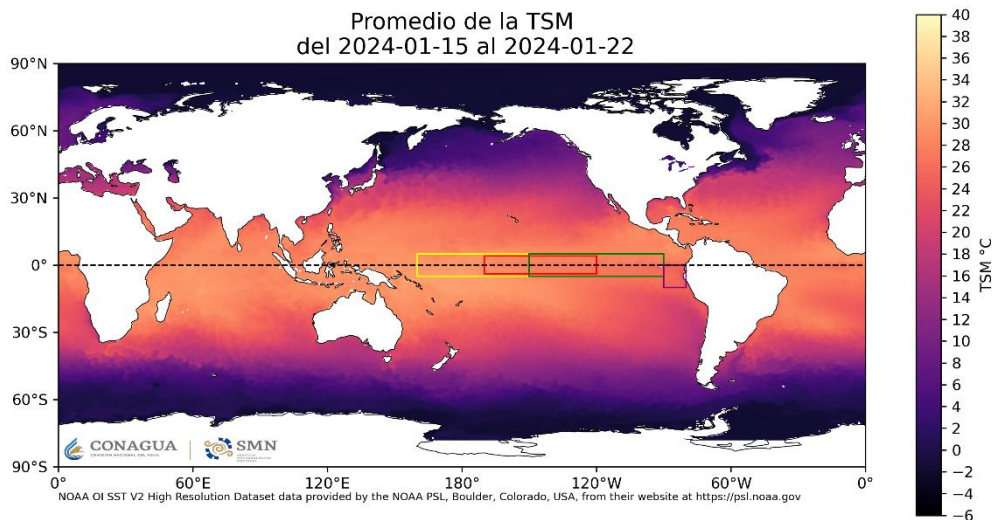 Promedio de la TSM
del 2024-01-15 al 2024-01-22
90°N
60°N
30°N
0°
30°S
60°S
90°S
0°
60°E
120°E
180°
120°W
60°W
0°
CONAGUA
COMISIÓN NACIONAL DEL AGUA
SMN
NOAA OI SST V2 High Resolution Dataset data provided by the NOAA PSL, Boulder, Colorado, USA, from their website at https://psl.noaa.gov
40
38
36
34
32
30
28
26
24
22
20
18
16
14
12
10
8
6
4
2
0
−2
−4
−6
TSM °C